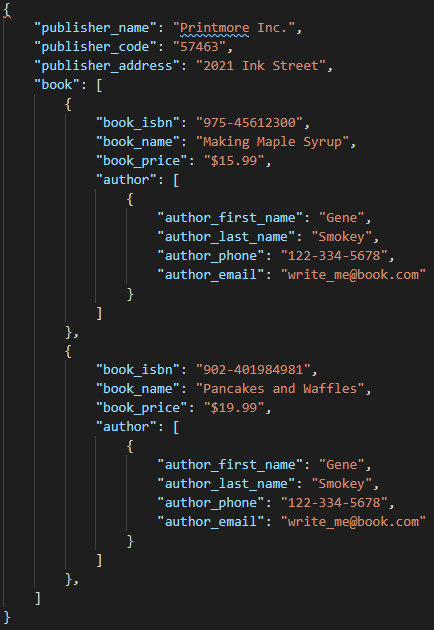 {
    "publisher_name": "Printmore Inc.",
    "publisher_code": "57463",
    "publisher_address": "2021 Ink Street",
    "book": [
        {
            "book_isbn": "975-45612300",
            "book_name": "Making Maple Syrup",
            "book_price": "$15.99",
            "author": [
                {
                    "author_first_name": "Gene",
                    "author_last_name": "Smokey",
                    "author_phone": "122-334-5678",
                    "author_email": "write_me@book.com"
                }
            ]
        },
        {
            "book_isbn": "902-401984981",
            "book_name": "Pancakes and Waffles",
            "book_price": "$19.99",
            "author": [
                {
                    "author_first_name": "Gene",
                    "author_last_name": "Smokey",
                    "author_phone": "122-334-5678",
                    "author_email": "write_me@book.com"
                }
            ]
        },
    ]
}